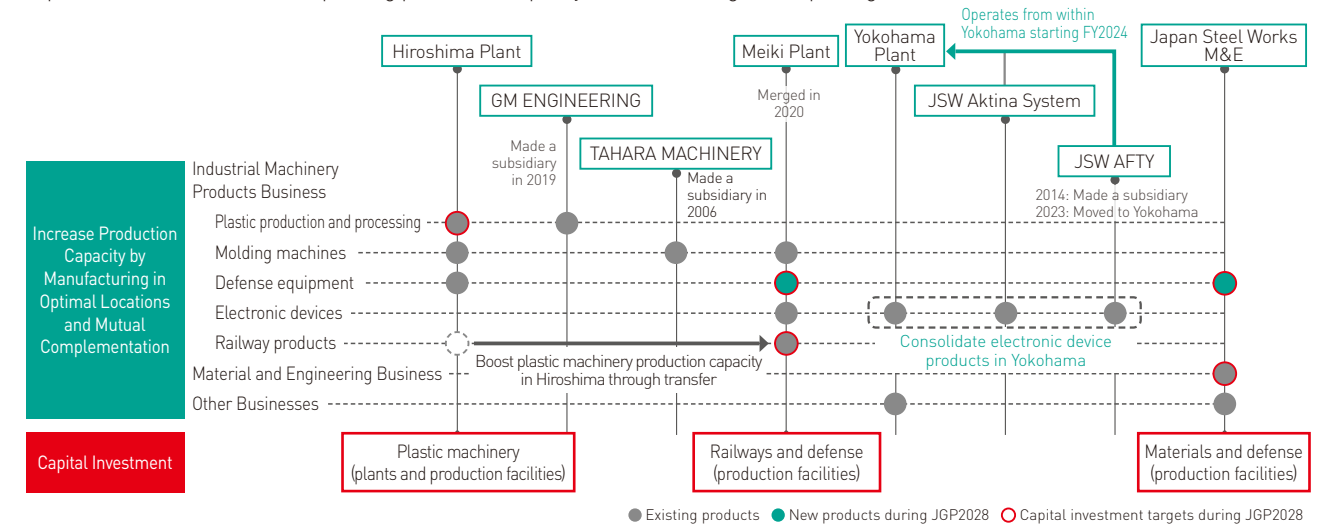 Operates from within
Yokohama starting FY2024
Hiroshima Plant
Meiki Plant
Yokohama
Plant
Japan Steel Works
M&E
GM ENGINEERING
Merged in
2020
JSW Aktina System
Made a
subsidiary
in 2019
TAHARA MACHINERY
JSW AFTY
Made a
subsidiary in
2006
2014: Made a subsidiary
2023: Moved to Yokohama
Increase Production
Capacity by
Manufacturing in
Optimal Locations
and Mutual
Complementation
Industrial Machinery
Products Business
Plastic production and processing
Molding machines
Defense equipment
Electronic devices
Railway products
Boost plastic machinery production capacity
in Hiroshima through transfer
Consolidate electronic device
products in Yokohama
Material and Engineering Business
Other Businesses
Capital Investment
Plastic machinery
(plants and production facilities)
Railways and defense
(production facilities)
Materials and defense
(production facilities)
Existing products
New products during JGP2028
Capital investment targets during JGP2028